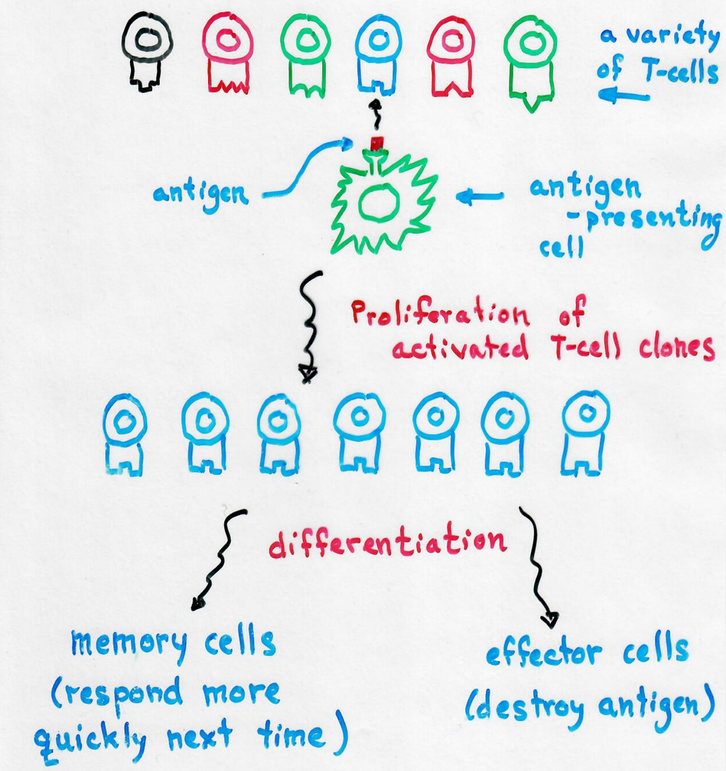 a variety
of T-cells
antigen
antigen
-presenting
cell
Proliferation of
activated T-cell clones
differentiation
memory cells
(respond more
quickly next time)
effector cells
(destroy antigen)